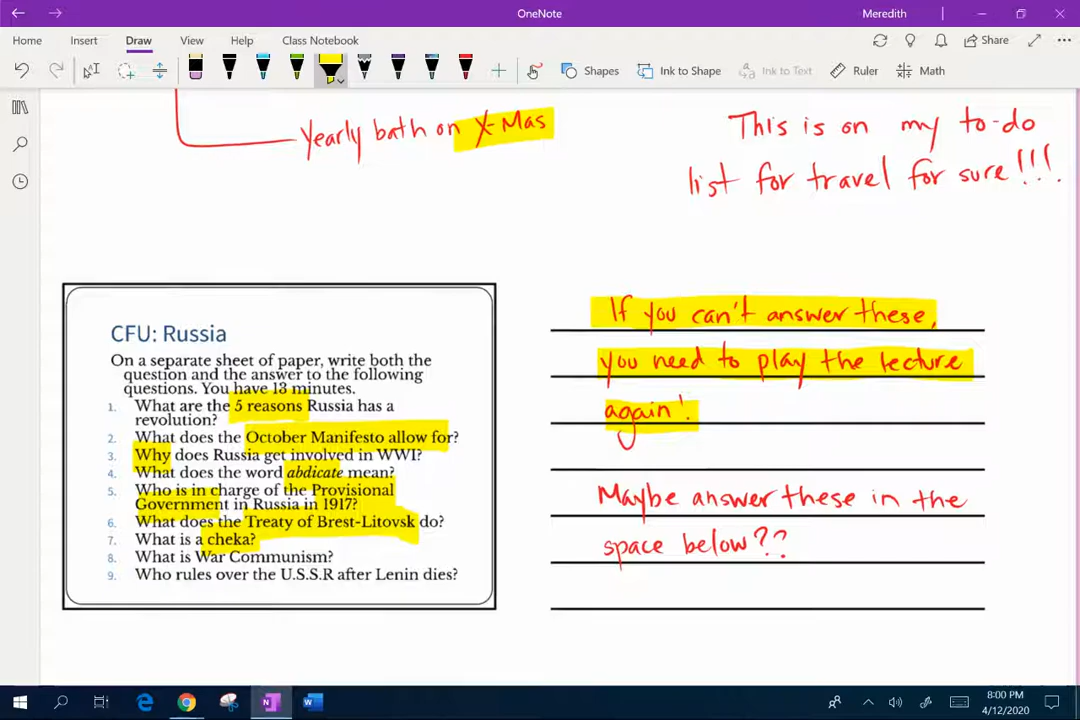 OneNote
Meredith
Home Insert Draw View Help Class Notebook Share
Shapes Ink to Shape Ink to Text Ruler Math
Yearly bath on X-Mas
This is on my to-do
list for travel for sure!!!
CFU: Russia
On a separate sheet of paper, write both the
question and the answer to the following
questions. You have 13 minutes.
1. What are the 5 reasons Russia has a
revolution?
2. What does the October Manifesto allow for?
3. Why does Russia get involved in WWI?
4. What does the word abdicate mean?
5. Who is in charge of the Provisional
Government in Russia in 1917?
6. What does the Treaty of Brest-Litovsk do?
7. What is a cheka?
8. What is War Communism?
9. Who rules over the U.S.S.R after Lenin dies?
If you can't answer these,
you need to play the lecture
again!
Maybe answer these in the
space below??
8:00 PM
4/12/2020